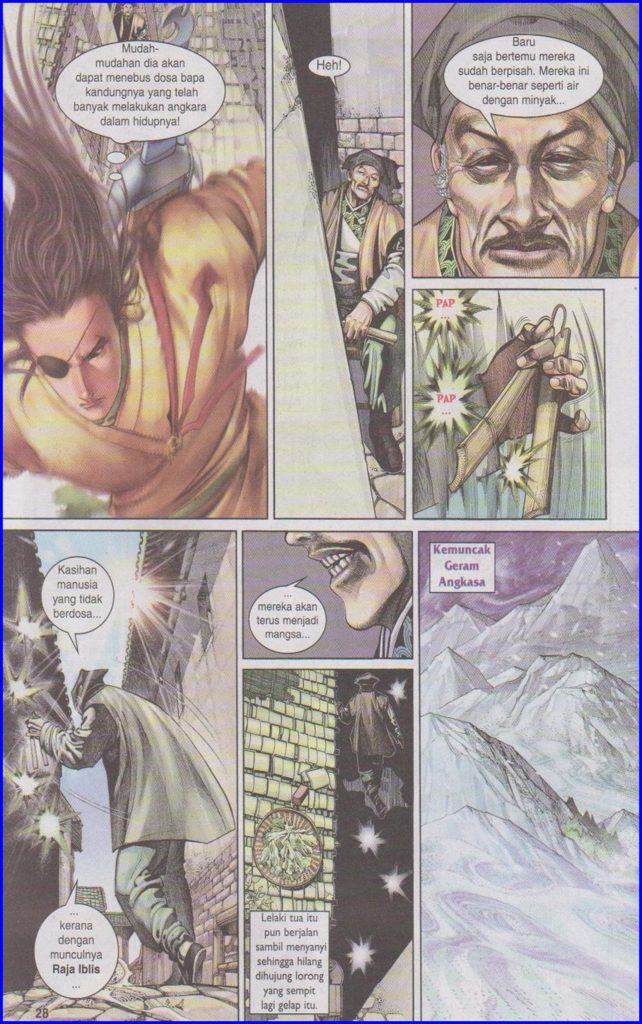 Mudah-
mudahan dia akan
dapat menebus dosa bapa
kandungnya yang telah
banyak melakukan angkara
dalam hidupnya!
Heh!
Baru
saja bertemu mereka
sudah berpisah. Mereka ini
benar-benar seperti air
dengan minyak...
PAP
...
PAP
...
Kasihan
manusia
yang tidak
berdosa...
...
kerana
dengan
munculnya
Raja Iblis
...
...
mereka akan
terus menjadi
mangsa...
Lelaki tua itu
pun berjalan
sambil menyanyi
sehingga hilang
dihujung lorong
yang sempit
lagi gelap itu.
Kemuncak
Geram
Angkasa
28